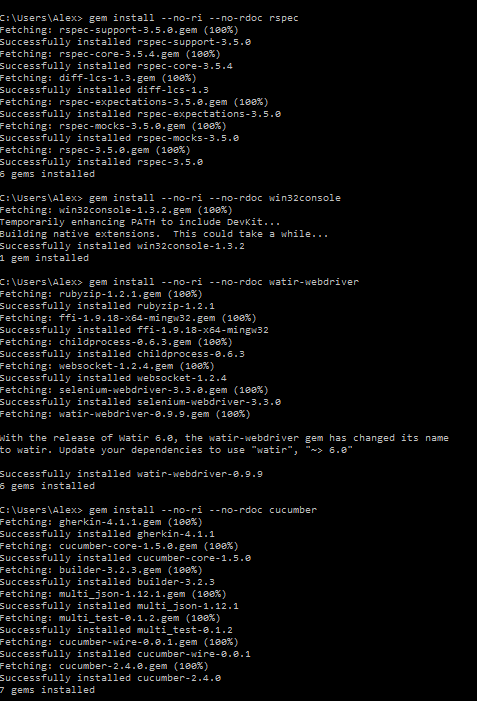 C:\Users\Alex> gem install --no-ri --no-rdoc rspec
Fetching: rspec-support-3.5.0.gem (100%)
Successfully installed rspec-support-3.5.0
Fetching: rspec-core-3.5.4.gem (100%)
Successfully installed rspec-core-3.5.4
Fetching: diff-lcs-1.3.gem (100%)
Successfully installed diff-lcs-1.3
Fetching: rspec-expectations-3.5.0.gem (100%)
Successfully installed rspec-expectations-3.5.0
Fetching: rspec-mocks-3.5.0.gem (100%)
Successfully installed rspec-mocks-3.5.0
Fetching: rspec-3.5.0.gem (100%)
Successfully installed rspec-3.5.0
6 gems installed
C:\Users\Alex> gem install --no-ri --no-rdoc win32console
Fetching: win32console-1.3.2.gem (100%)
Temporarily enhancing PATH to include DevKit...
Building native extensions.  This could take a while...
Successfully installed win32console-1.3.2
1 gem installed
C:\Users\Alex> gem install --no-ri --no-rdoc watir-webdriver
Fetching: rubyzip-1.2.1.gem (100%)
Successfully installed rubyzip-1.2.1
Fetching: ffi-1.9.18-x64-mingw32.gem (100%)
Successfully installed ffi-1.9.18-x64-mingw32
Fetching: childprocess-0.6.3.gem (100%)
Successfully installed childprocess-0.6.3
Fetching: websocket-1.2.4.gem (100%)
Successfully installed websocket-1.2.4
Fetching: selenium-webdriver-3.3.0.gem (100%)
Successfully installed selenium-webdriver-3.3.0
Fetching: watir-webdriver-0.9.9.gem (100%)
With the release of Watir 6.0, the watir-webdriver gem has changed its name
to watir. Update your dependencies to use "watir", "~> 6.0"
Successfully installed watir-webdriver-0.9.9
6 gems installed
C:\Users\Alex> gem install --no-ri --no-rdoc cucumber
Fetching: gherkin-4.1.1.gem (100%)
Successfully installed gherkin-4.1.1
Fetching: cucumber-core-1.5.0.gem (100%)
Successfully installed cucumber-core-1.5.0
Fetching: builder-3.2.3.gem (100%)
Successfully installed builder-3.2.3
Fetching: multi_json-1.12.1.gem (100%)
Successfully installed multi_json-1.12.1
Fetching: multi_test-0.1.2.gem (100%)
Successfully installed multi_test-0.1.2
Fetching: cucumber-wire-0.0.1.gem (100%)
Successfully installed cucumber-wire-0.0.1
Fetching: cucumber-2.4.0.gem (100%)
Successfully installed cucumber-2.4.0
7 gems installed